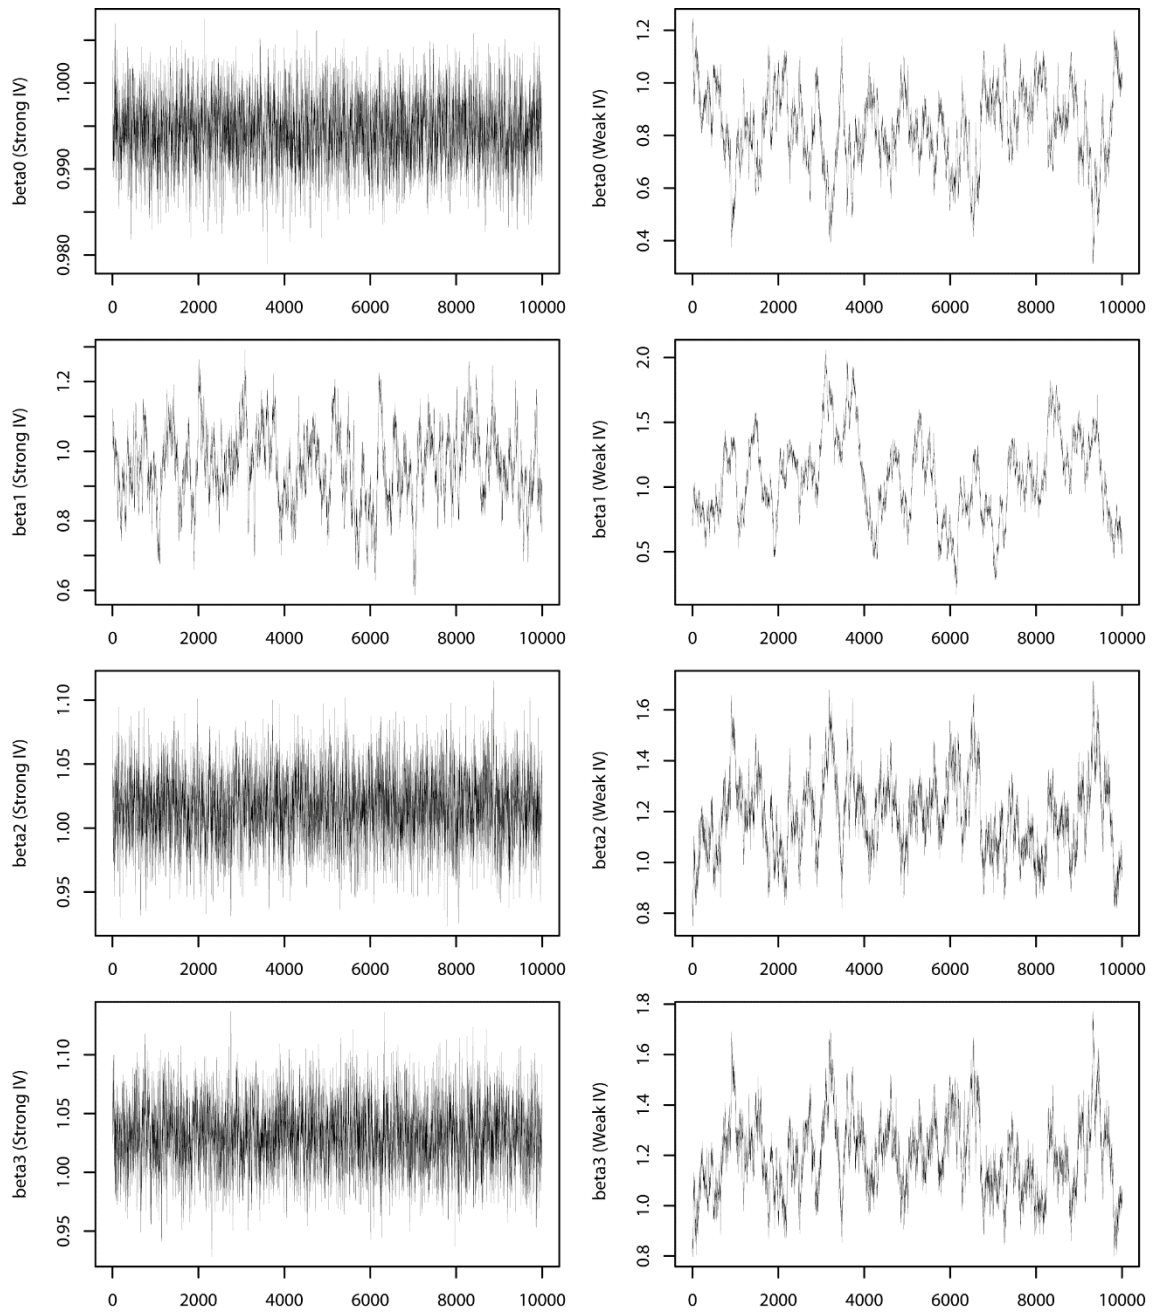 beta0 (Strong IV)
1.000
0.990
0.980
0 2000 4000 6000 8000 10000
beta0 (Weak IV)
1.2
1.0
0.8
0.6
0.4
0 2000 4000 6000 8000 10000
beta1 (Strong IV)
1.2
1.0
0.8
0.6
0 2000 4000 6000 8000 10000
beta1 (Weak IV)
2.0
1.5
1.0
0.5
0 2000 4000 6000 8000 10000
beta2 (Strong IV)
1.10
1.05
1.00
0.95
0 2000 4000 6000 8000 10000
beta2 (Weak IV)
1.6
1.4
1.2
1.0
0.8
0 2000 4000 6000 8000 10000
beta3 (Strong IV)
1.10
1.05
1.00
0.95
0 2000 4000 6000 8000 10000
beta3 (Weak IV)
1.8
1.6
1.4
1.2
1.0
0.8
0 2000 4000 6000 8000 10000